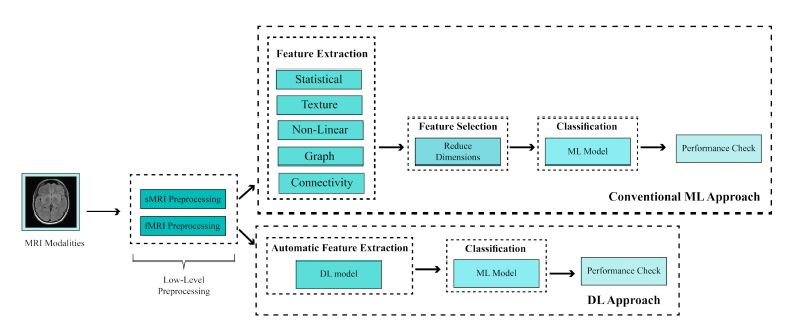 MRI Modalities
sMRI Preprocessing
fMRI Preprocessing
Low-Level
Preprocessing
Feature Extraction
Statistical
Texture
Non-Linear
Graph
Connectivity
Feature Selection
Reduce
Dimensions
Classification
ML Model
Performance Check
Conventional ML Approach
Automatic Feature Extraction
DL model
Classification
ML Model
Performance Check
DL Approach